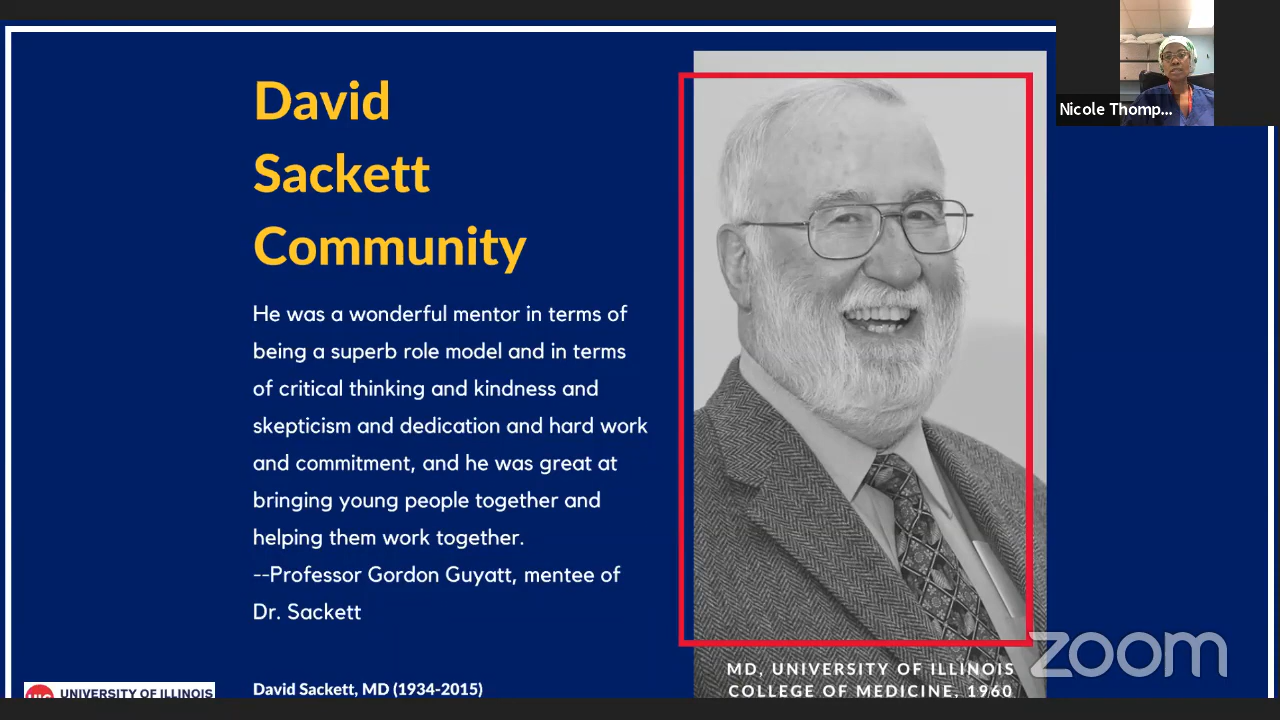 David
Sackett
Community
He was a wonderful mentor in terms of
being a superb role model and in terms
of critical thinking and kindness and
skepticism and dedication and hard work
and commitment, and he was great at
bringing young people together and
helping them work together.
--Professor Gordon Guyatt, mentee of
Dr. Sackett
David Sackett, MD (1934-2015)
UIC
UNIVERSITY OF ILLINOIS
MD, UNIVERSITY OF ILLINOIS
COLLEGE OF MEDICINE, 1960
Nicole Thomp...
zoom